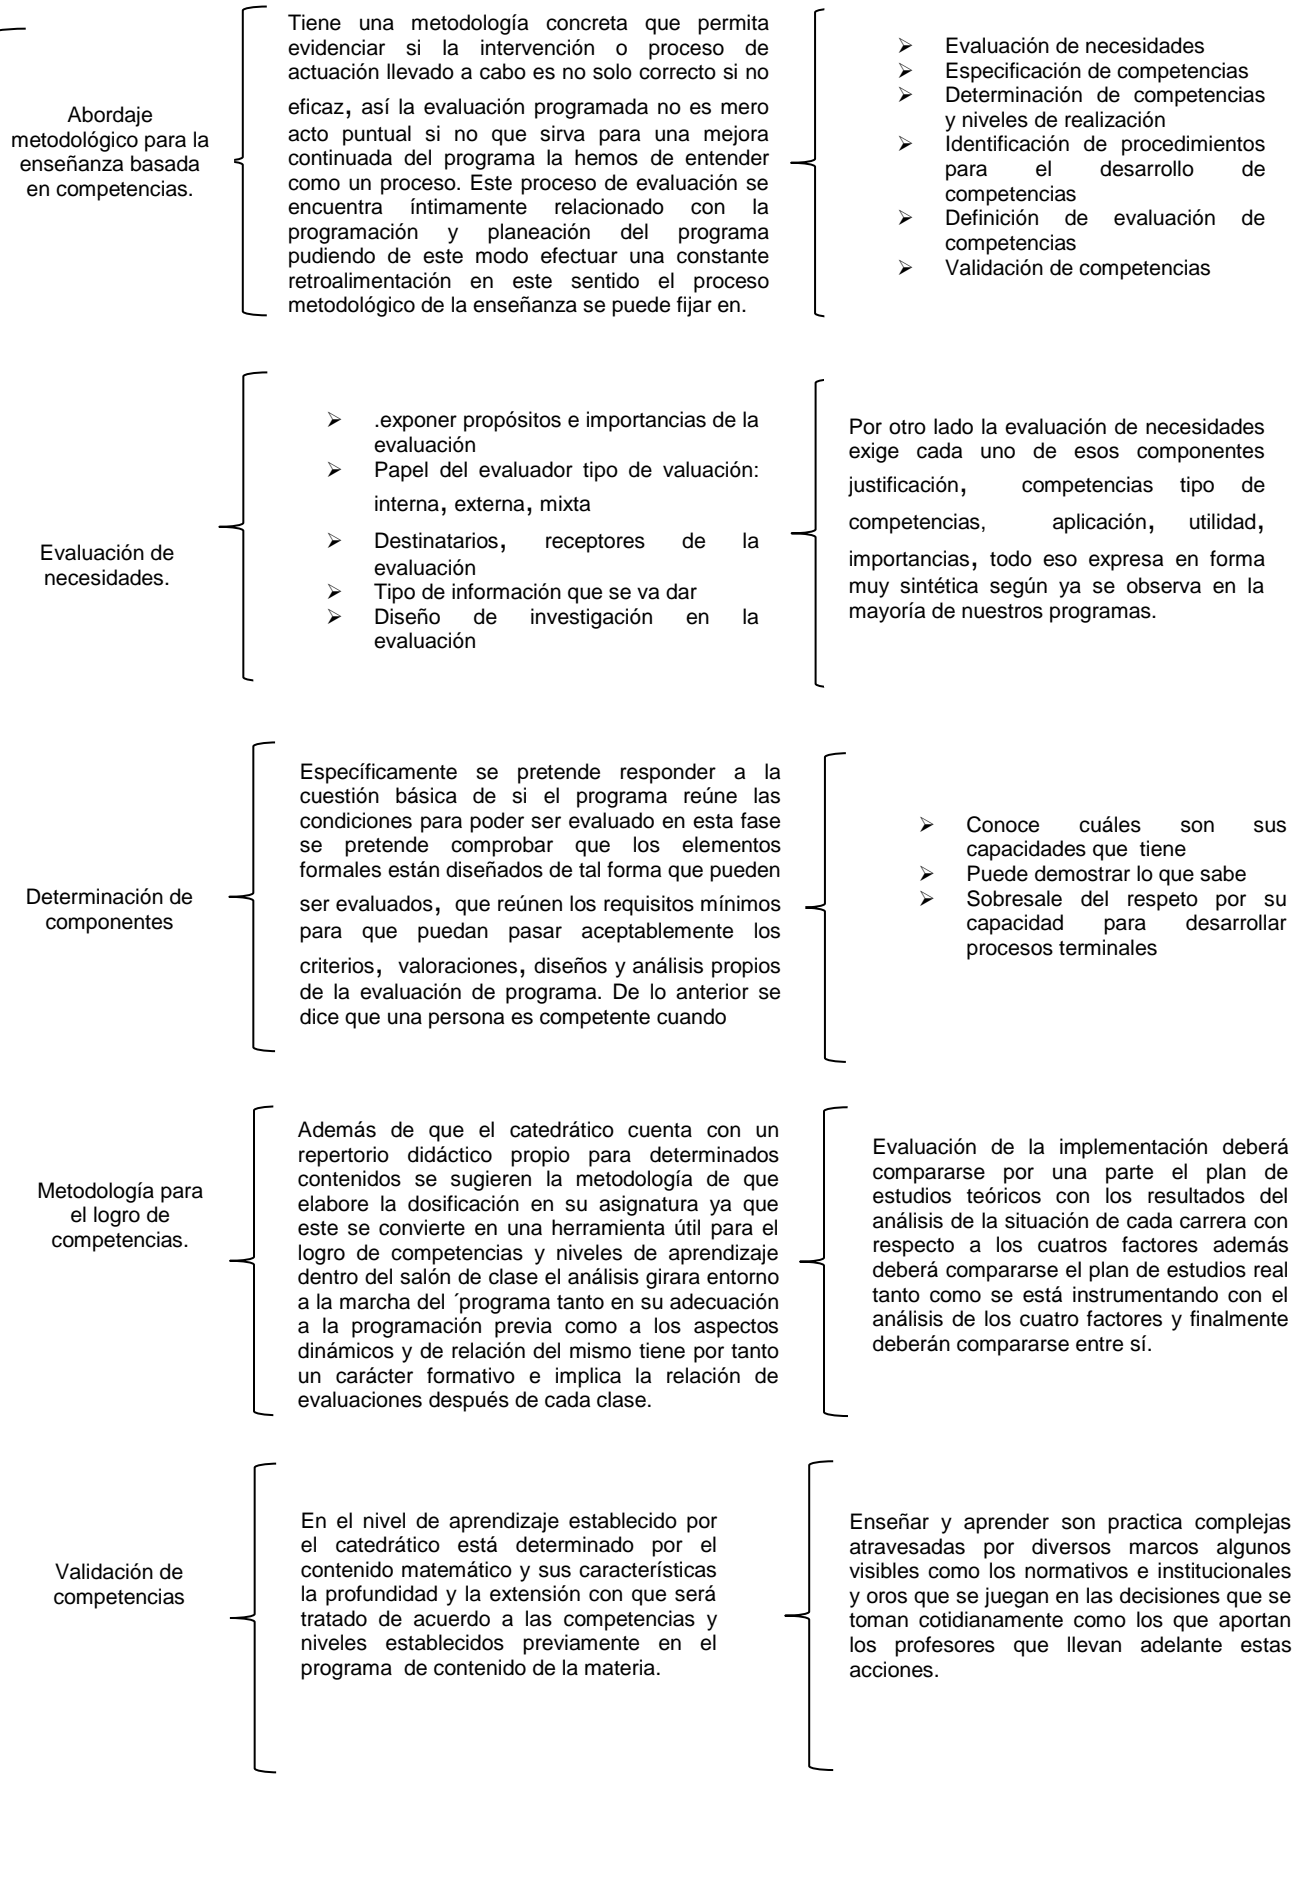 Abordaje
metodológico para la
enseñanza basada
en competencias.
Tiene una metodología concreta que permita
evidenciar si la intervención o proceso de
actuación llevado a cabo es no solo correcto si no
eficaz, así la evaluación programada no es mero
acto puntual si no que sirva para una mejora
continuada del programa la hemos de entender
como un proceso. Este proceso de evaluación se
encuentra íntimamente relacionado con la
programación y planeación del programa
pudiendo de este modo efectuar una constante
retroalimentación en este sentido el proceso
metodológico de la enseñanza se puede fijar en.
➢ Evaluación de necesidades
➢ Especificación de competencias
➢ Determinación de competencias
y niveles de realización
➢ Identificación de procedimientos
para el desarrollo de
competencias
➢ Definición de evaluación de
competencias
➢ Validación de competencias
Evaluación de
necesidades.
➢ .exponer propósitos e importancias de la
evaluación
➢ Papel del evaluador tipo de valuación:
interna, externa, mixta
➢ Destinatarios, receptores de la
evaluación
➢ Tipo de información que se va dar
➢ Diseño de investigación en la
evaluación
Por otro lado la evaluación de necesidades
exige cada uno de esos componentes
justificación, competencias tipo de
competencias, aplicación, utilidad,
importancias, todo eso expresa en forma
muy sintética según ya se observa en la
mayoría de nuestros programas.
Determinación de
componentes
Específicamente se pretende responder a la
cuestión básica de si el programa reúne las
condiciones para poder ser evaluado en esta fase
se pretende comprobar que los elementos
formales están diseñados de tal forma que pueden
ser evaluados, que reúnen los requisitos mínimos
para que puedan pasar aceptablemente los
criterios, valoraciones, diseños y análisis propios
de la evaluación de programa. De lo anterior se
dice que una persona es competente cuando
➢ Conoce cuáles son sus
capacidades que tiene
➢ Puede demostrar lo que sabe
➢ Sobresale del respeto por su
capacidad para desarrollar
procesos terminales
Metodología para
el logro de
competencias.
Además de que el catedrático cuenta con un
repertorio didáctico propio para determinados
contenidos se sugieren la metodología de que
elabore la dosificación en su asignatura ya que
este se convierte en una herramienta útil para el
logro de competencias y niveles de aprendizaje
dentro del salón de clase el análisis girara entorno
a la marcha del ´programa tanto en su adecuación
a la programación previa como a los aspectos
dinámicos y de relación del mismo tiene por tanto
un carácter formativo e implica la relación de
evaluaciones después de cada clase.
Evaluación de la implementación deberá
compararse por una parte el plan de
estudios teóricos con los resultados del
análisis de la situación de cada carrera con
respecto a los cuatros factores además
deberá compararse el plan de estudios real
tanto como se está instrumentando con el
análisis de los cuatro factores y finalmente
deberán compararse entre sí.
Validación de
competencias
En el nivel de aprendizaje establecido por
el catedrático está determinado por el
contenido matemático y sus características
la profundidad y la extensión con que será
tratado de acuerdo a las competencias y
niveles establecidos previamente en el
programa de contenido de la materia.
Enseñar y aprender son practica complejas
atravesadas por diversos marcos algunos
visibles como los normativos e institucionales
y oros que se juegan en las decisiones que se
toman cotidianamente como los que aportan
los profesores que llevan adelante estas
acciones.